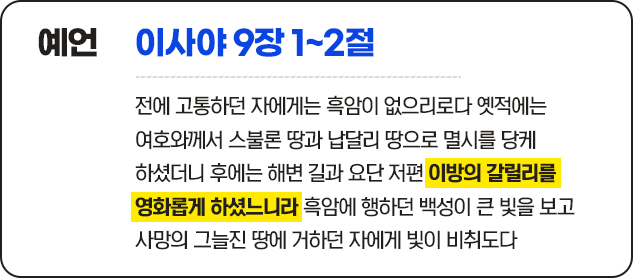 예언 이사야 9장 1~2절
전에 고통하던 자에게는 흑암이 없으리로다 옛적에는
여호와께서 스불론 땅과 납달리 땅으로 멸시를 당케
하셨더니 후에는 해변 길과 요단 저편 이방의 갈릴리를
영화롭게 하셨느니라 흑암에 행하던 백성이 큰 빛을 보고
사망의 그늘진 땅에 거하던 자에게 빛이 비취도다